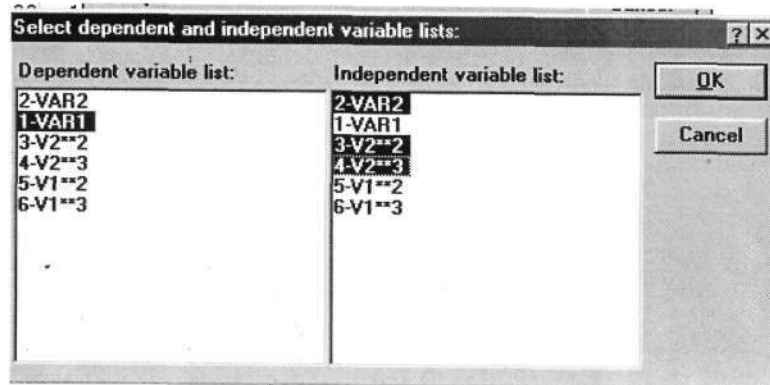 Select dependent and independent variable lists:
Dependent variable list:
2-VAR2
1-VAR1
3-V2**2
4-V2**3
5-V1**2
6-V1**3
Independent variable list:
2-VAR2
1-VAR1
3-V2**2
4-V2**3
5-V1**2
6-V1**3
OK
Cancel